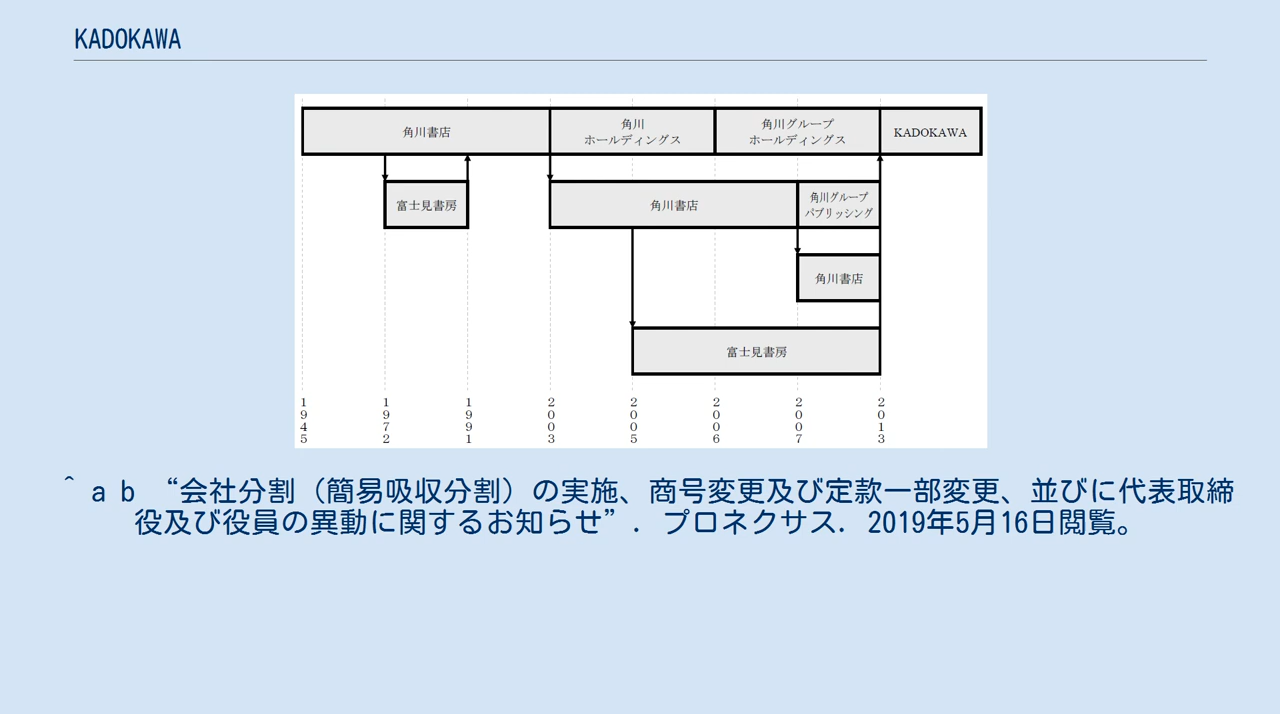 KADOKAWA
角川書店
角川
ホールディングス
角川グループ
ホールディングス
KADOKAWA
富士見書房
角川書店
角川グループ
パブリッシング
角川書店
富士見書房
1945
1972
1991
2003
2005
2006
2007
2013
^ a b “会社分割（簡易吸収分割）の実施、商号変更及び定款一部変更、並びに代表取締
役及び役員の異動に関するお知らせ”. プロネクサス. 2019年5月16日閲覧。